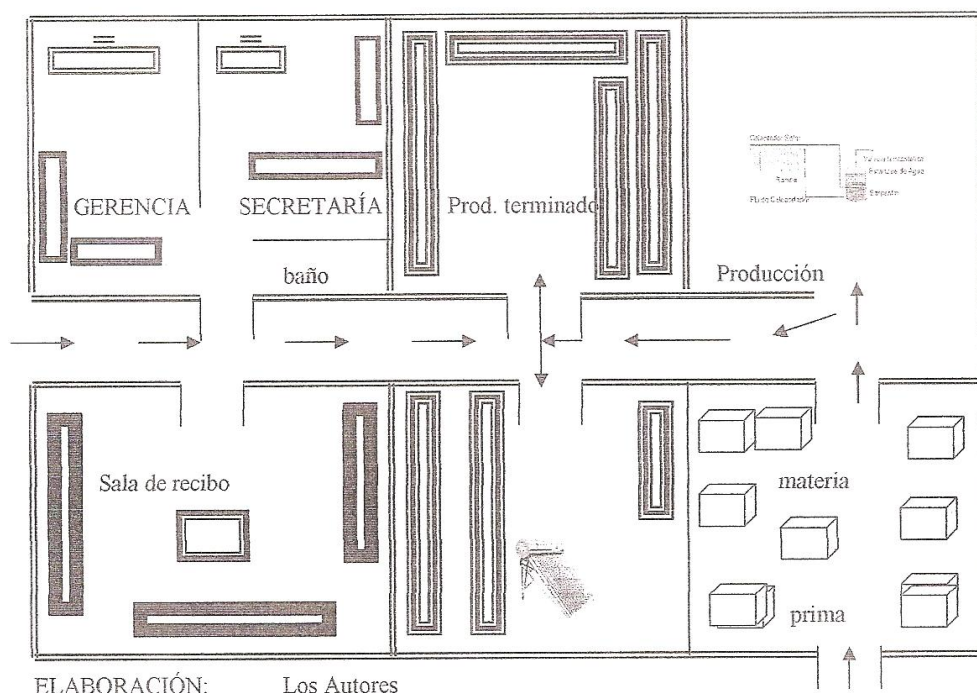 GERENCIA
SECRETARÍA
Prod. terminado
baño
Producción
Sala de recibo
materia
prima
ELABORACIÓN: Los Autores